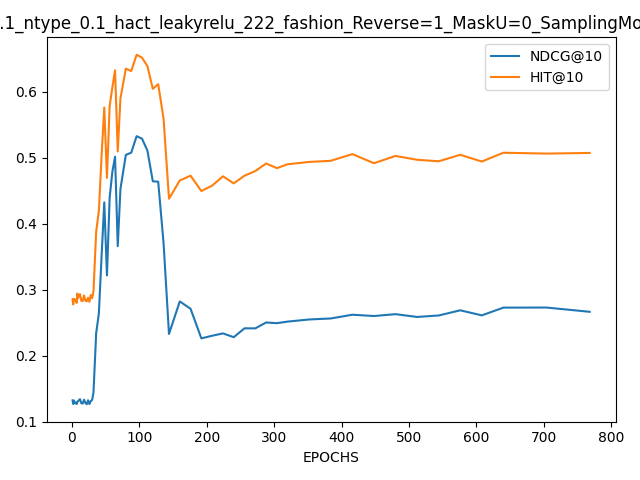 .1_ntype_0.1_hact_leakyrelu_222_fashion_Reverse=1_MaskU=0_SamplingMo
NDCG@10
HIT@10
0.6
0.5
0.4
0.3
0.2
0.1
0 100 200 300 400 500 600 700 800
EPOCHS